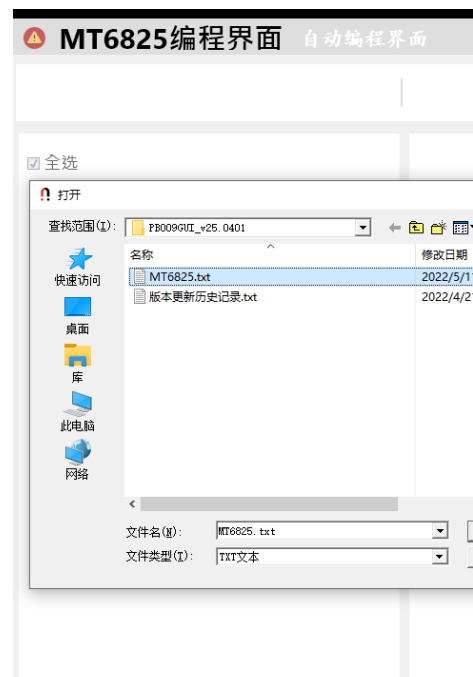 MT6825编程界面 自动编程界面
全选
打开
查找范围(I): PB009GUI_v25.0401
名称 修改日期
快速访问
MT6825.txt 2022/5/1
版本更新历史记录.txt 2022/4/2
桌面
库
此电脑
网络
文件名(N): MT6825.txt
文件类型(T): TXT文本